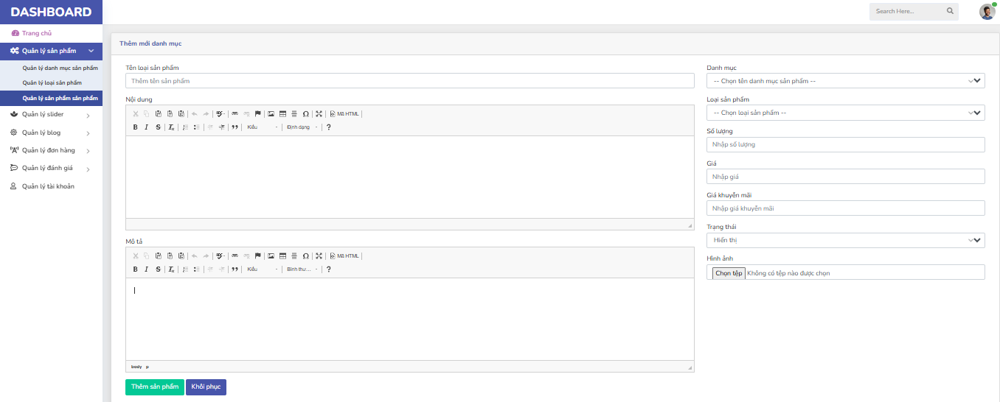 DASHBOARD
Search Here...
Trang chủ
Quản lý sản phẩm
Quản lý danh mục sản phẩm
Quản lý loại sản phẩm
Quản lý sản phẩm sản phẩm
Quản lý slider
Quản lý blog
Quản lý đơn hàng
Quản lý đánh giá
Quản lý tài khoản
Thêm mới danh mục
Tên loại sản phẩm
Thêm tên sản phẩm
Nội dung
Mã HTML
Kiểu
Định dạng
Mô tả
Mã HTML
Kiểu
Bình thư...
body p
Thêm sản phẩm
Khôi phục
Danh mục
-- Chọn tên danh mục sản phẩm --
Loại sản phẩm
-- Chọn loại sản phẩm --
Số lượng
Nhập số lượng
Giá
Nhập giá
Giá khuyễn mãi
Nhập giá khuyễn mãi
Trạng thái
Hiển thị
Hình ảnh
Chọn tệp Không có tệp nào được chọn